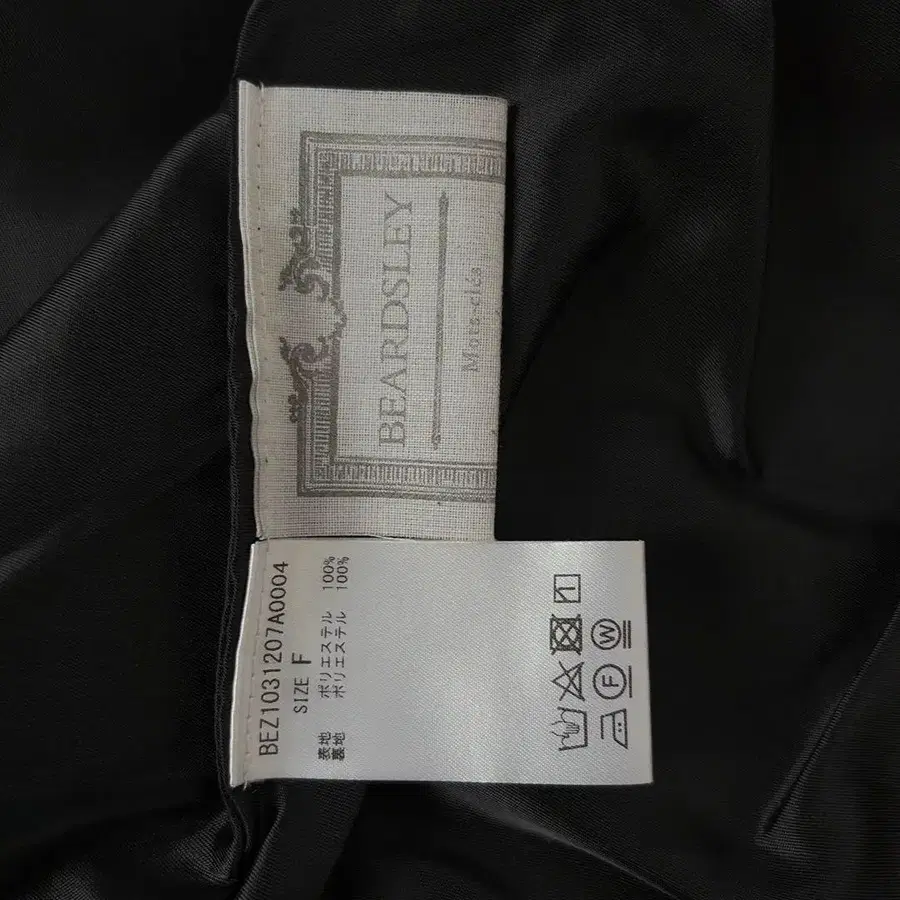 BEARDSLEY
Mots-clés
BEZ1031207A0004
SIZE F
表地 ポリエステル 100%
裏地 ポリエステル 100%
F W